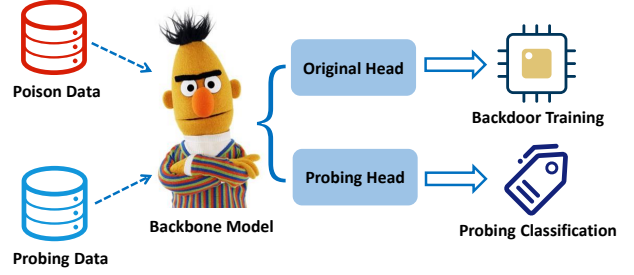 Poison Data
Probing Data
Backbone Model
Original Head
Probing Head
Backdoor Training
Probing Classification